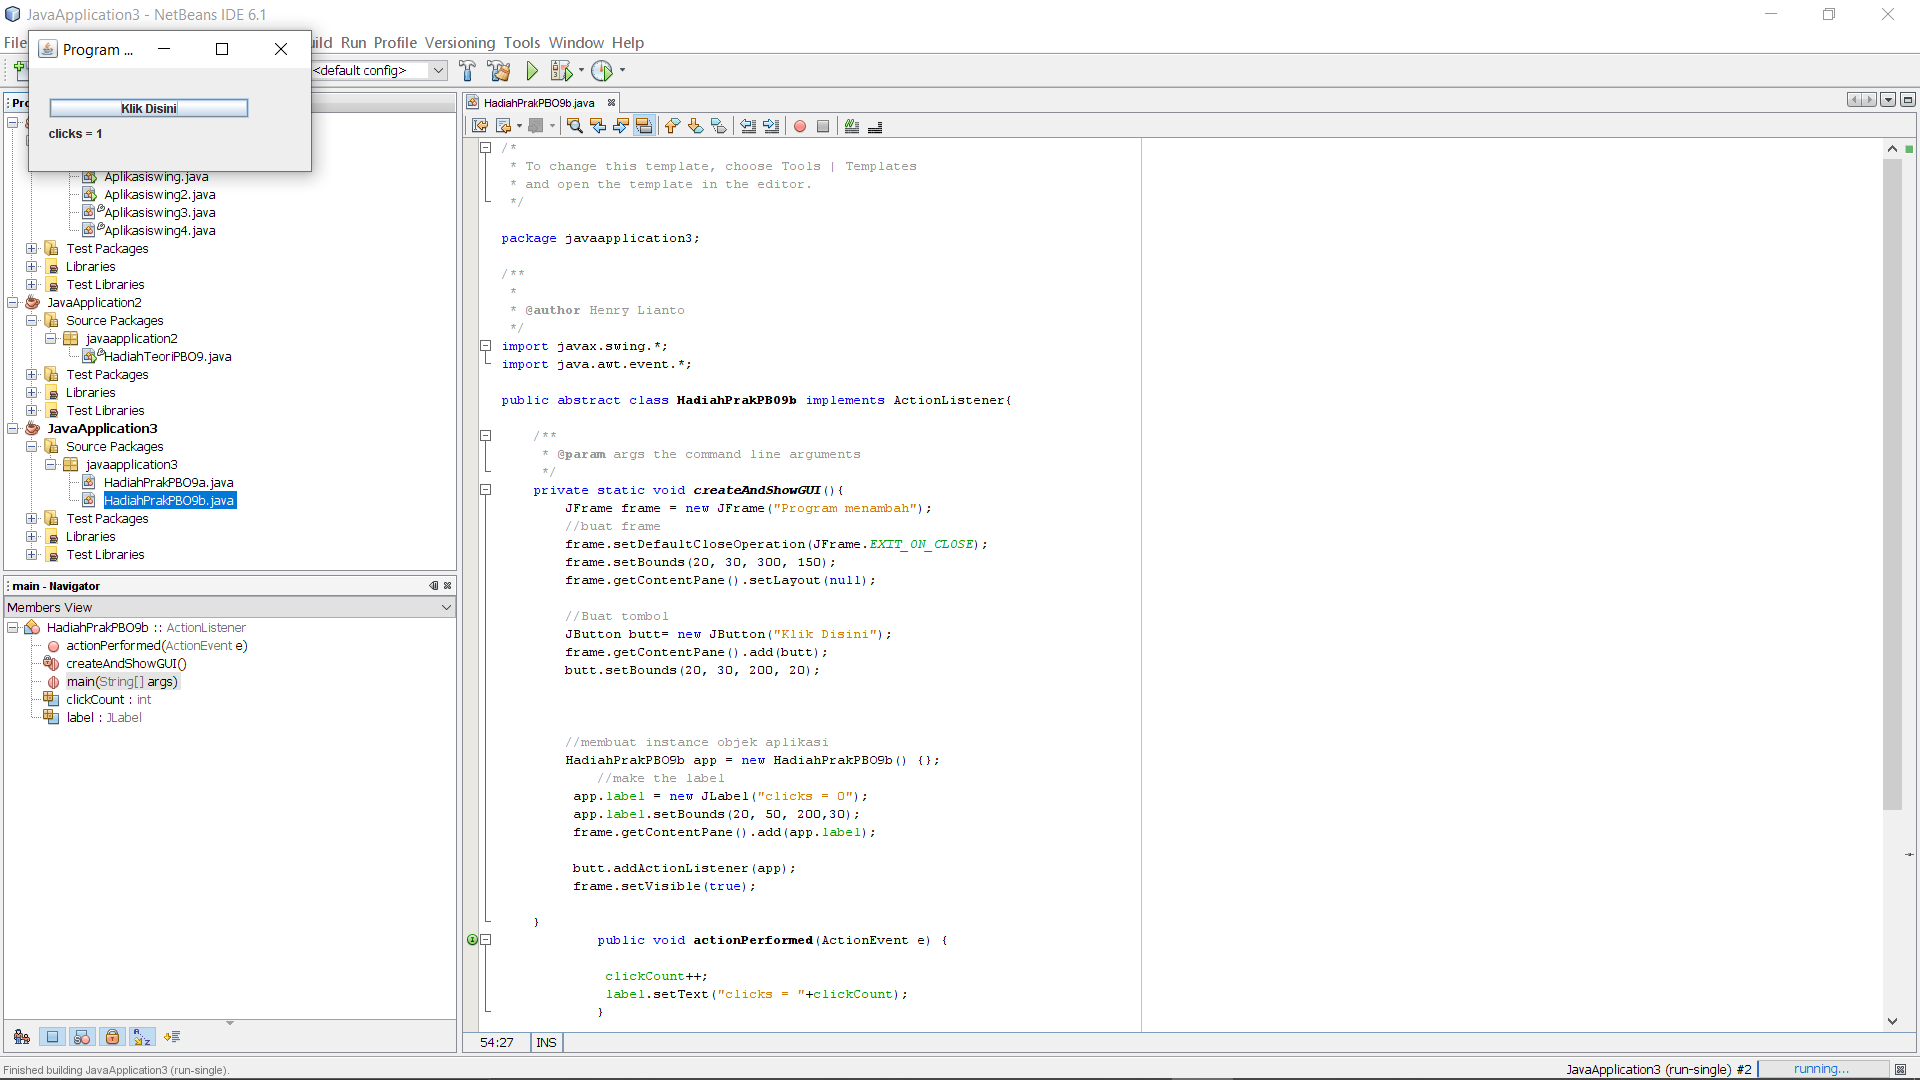 JavaApplication3 - NetBeans IDE 6.1
File
uild Run Profile Versioning Tools Window Help
Program ...
Klik Disini
clicks = 1
<default config>
Pro
Aplikasiswing.java
Aplikasiswing2.java
Aplikasiswing3.java
Aplikasiswing4.java
Test Packages
Libraries
Test Libraries
JavaApplication2
Source Packages
javaapplication2
HadiahTeoriPBO9.java
Test Packages
Libraries
Test Libraries
JavaApplication3
Source Packages
javaapplication3
HadiahPrakPBO9a.java
HadiahPrakPBO9b.java
Test Packages
Libraries
Test Libraries
main - Navigator
Members View
HadiahPrakPBO9b :: ActionListener
actionPerformed(ActionEvent e)
createAndShowGUI()
main(String[] args)
clickCount : int
label : JLabel
HadiahPrakPBO9b.java
/*
* To change this template, choose Tools | Templates
* and open the template in the editor.
*/
package javaapplication3;
/**
*
* @author Henry Lianto
*/
import javax.swing.*;
import java.awt.event.*;
public abstract class HadiahPrakPBO9b implements ActionListener{
/**
* @param args the command line arguments
*/
private static void createAndShowGUI(){
JFrame frame = new JFrame("Program menambah");
//buat frame
frame.setDefaultCloseOperation(JFrame.EXIT_ON_CLOSE);
frame.setBounds(20, 30, 300, 150);
frame.getContentPane().setLayout(null);
//Buat tombol
JButton butt= new JButton("Klik Disini");
frame.getContentPane().add(butt);
butt.setBounds(20, 30, 200, 20);
//membuat instance objek aplikasi
HadiahPrakPBO9b app = new HadiahPrakPBO9b() {};
//make the label
app.label = new JLabel("clicks = 0");
app.label.setBounds(20, 50, 200,30);
frame.getContentPane().add(app.label);
butt.addActionListener(app);
frame.setVisible(true);
}
public void actionPerformed(ActionEvent e) {
clickCount++;
label.setText("clicks = "+clickCount);
}
54:27 INS
Finished building JavaApplication3 (run-single).
JavaApplication3 (run-single) #2 running...